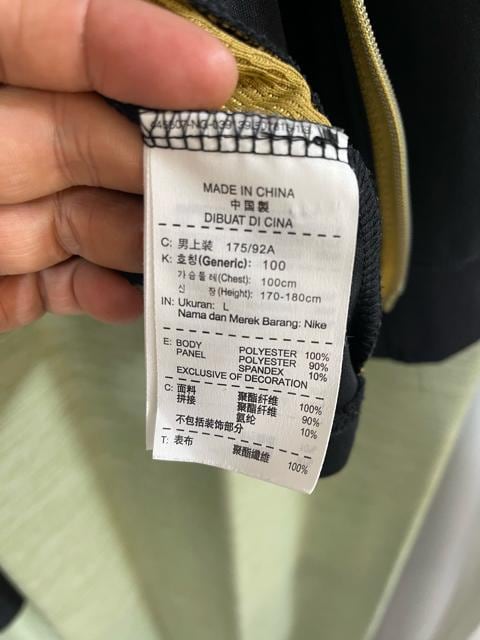 MADE IN CHINA
中国製
DIBUAT DI CINA
C: 男上装 175/92A
K: 호칭(Generic): 100
가슴둘레(Chest): 100cm
신 장(Height): 170-180cm
IN: Ukuran: L
Nama dan Merek Barang: Nike
E: BODY POLYESTER 100%
PANEL POLYESTER 90%
SPANDEX 10%
EXCLUSIVE OF DECORATION
C: 面料 聚酯纤维 100%
拼接 聚酯纤维 90%
氨纶 10%
不包括装饰部分
T: 表布 聚酯纖維 100%